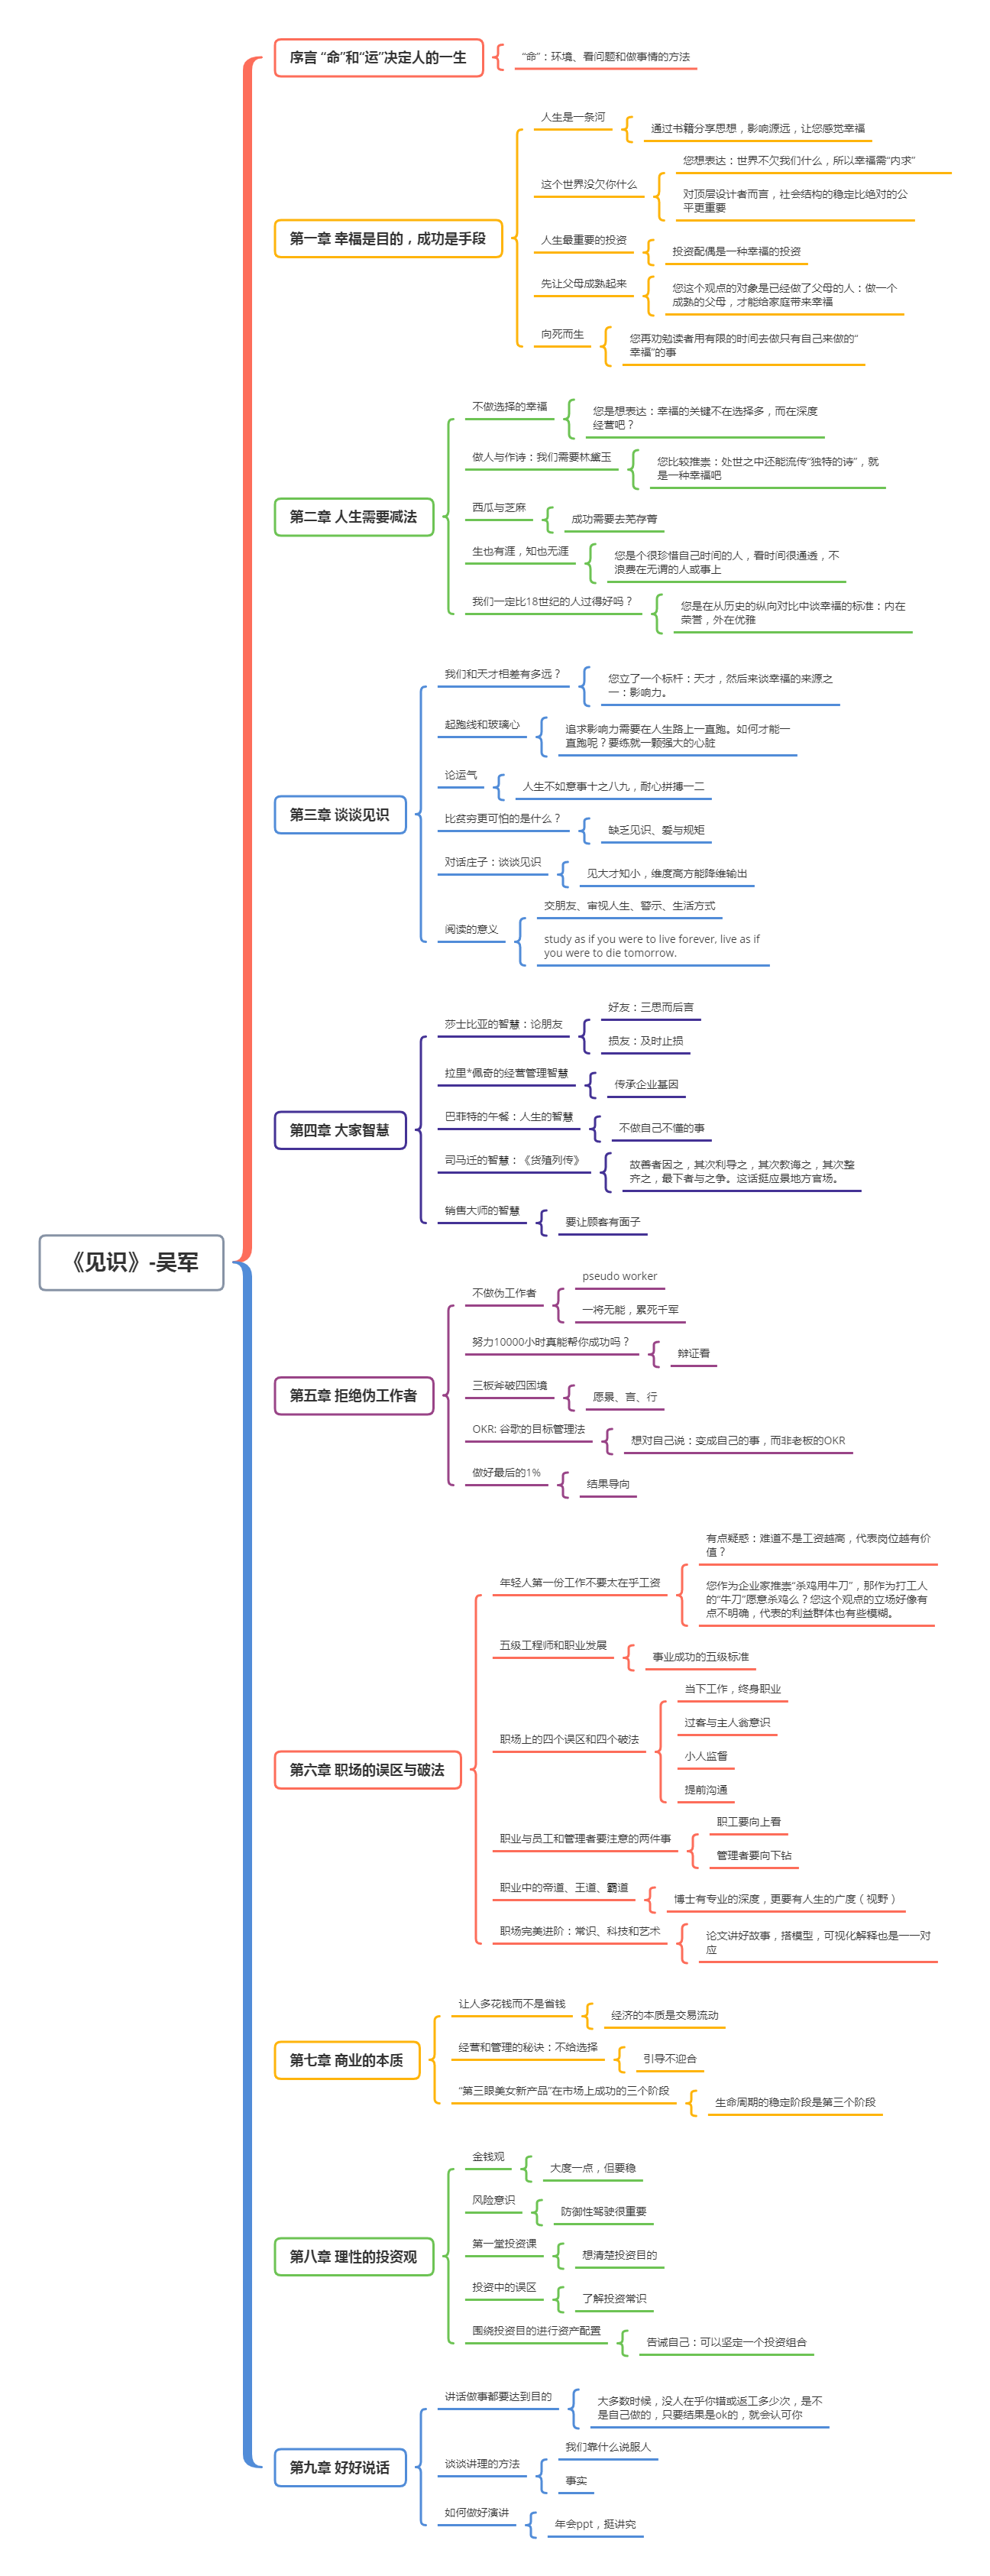 《见识》-吴军
序言 “命”和“运”决定人的一生
“命”：环境、看问题和做事情的方法
第一章 幸福是目的，成功是手段
人生是一条河
通过书籍分享思想，影响源远，让您感觉幸福
这个世界没欠你什么
您想表达：世界不欠我们什么，所以幸福需“内求”
对顶层设计者而言，社会结构的稳定比绝对的公
平更重要
人生最重要的投资
投资配偶是一种幸福的投资
先让父母成熟起来
您这个观点的对象是已经做了父母的人：做一个
成熟的父母，才能给家庭带来幸福
向死而生
您再劝勉读者用有限的时间去做只有自己来做的“
幸福”的事
第二章 人生需要减法
不做选择的幸福
您是想表达：幸福的关键不在选择多，而在深度
经营吧？
做人与作诗：我们需要林黛玉
您比较推崇：处世之中还能流传“独特的诗”，就
是一种幸福吧
西瓜与芝麻
成功需要去芜存菁
生也有涯，知也无涯
您是个很珍惜自己时间的人，看时间很通透，不
浪费在无谓的人或事上
我们一定比18世纪的人过得好吗？
您是在从历史的纵向对比中谈幸福的标准：内在
荣誉，外在优雅
第三章 谈谈见识
我们和天才相差有多远？
您立了一个标杆：天才，然后来谈幸福的来源之
一：影响力。
起跑线和玻璃心
追求影响力需要在人生路上一直跑。如何才能一
直跑呢？要练就一颗强大的心脏
论运气
人生不如意事十之八九，耐心拼搏一二
比贫穷更可怕的是什么？
缺乏见识、爱与规矩
对话庄子：谈谈见识
见大才知小，维度高方能降维输出
阅读的意义
交朋友、审视人生、警示、生活方式
study as if you were to live forever, live as if
you were to die tomorrow.
第四章 大家智慧
莎士比亚的智慧：论朋友
好友：三思而后言
损友：及时止损
拉里*佩奇的经营管理智慧
传承企业基因
巴菲特的午餐：人生的智慧
不做自己不懂的事
司马迁的智慧：《货殖列传》
故善者因之，其次利导之，其次教诲之，其次整
齐之，最下者与之争。这话挺应景地方官场。
销售大师的智慧
要让顾客有面子
第五章 拒绝伪工作者
不做伪工作者
pseudo worker
一将无能，累死千军
努力10000小时真能帮你成功吗？
辩证看
三板斧破四困境
愿景、言、行
OKR: 谷歌的目标管理法
想对自己说：变成自己的事，而非老板的OKR
做好最后的1%
结果导向
第六章 职场的误区与破法
年轻人第一份工作不要太在乎工资
有点疑惑：难道不是工资越高，代表岗位越有价
值？
您作为企业家推崇“杀鸡用牛刀”，那作为打工人
的“牛刀”愿意杀鸡么？您这个观点的立场好像有
点不明确，代表的利益群体也有些模糊。
五级工程师和职业发展
事业成功的五级标准
职场上的四个误区和四个破法
当下工作，终身职业
过客与主人翁意识
小人监督
提前沟通
职业与员工和管理者要注意的两件事
职工要向上看
管理者要向下钻
职业中的帝道、王道、霸道
博士有专业的深度，更要有人生的广度（视野）
职场完美进阶：常识、科技和艺术
论文讲好故事，搭模型，可视化解释也是一一对
应
第七章 商业的本质
让人多花钱而不是省钱
经济的本质是交易流动
经营和管理的秘诀：不给选择
引导不迎合
“第三眼美女新产品”在市场上成功的三个阶段
生命周期的稳定阶段是第三个阶段
第八章 理性的投资观
金钱观
大度一点，但要稳
风险意识
防御性驾驶很重要
第一堂投资课
想清楚投资目的
投资中的误区
了解投资常识
围绕投资目的进行资产配置
告诫自己：可以坚定一个投资组合
第九章 好好说话
讲话做事都要达到目的
大多数时候，没人在乎你错或返工多少次，是不
是自己做的，只要结果是ok的，就会认可你
谈谈讲理的方法
我们靠什么说服人
事实
如何做好演讲
年会ppt，挺讲究